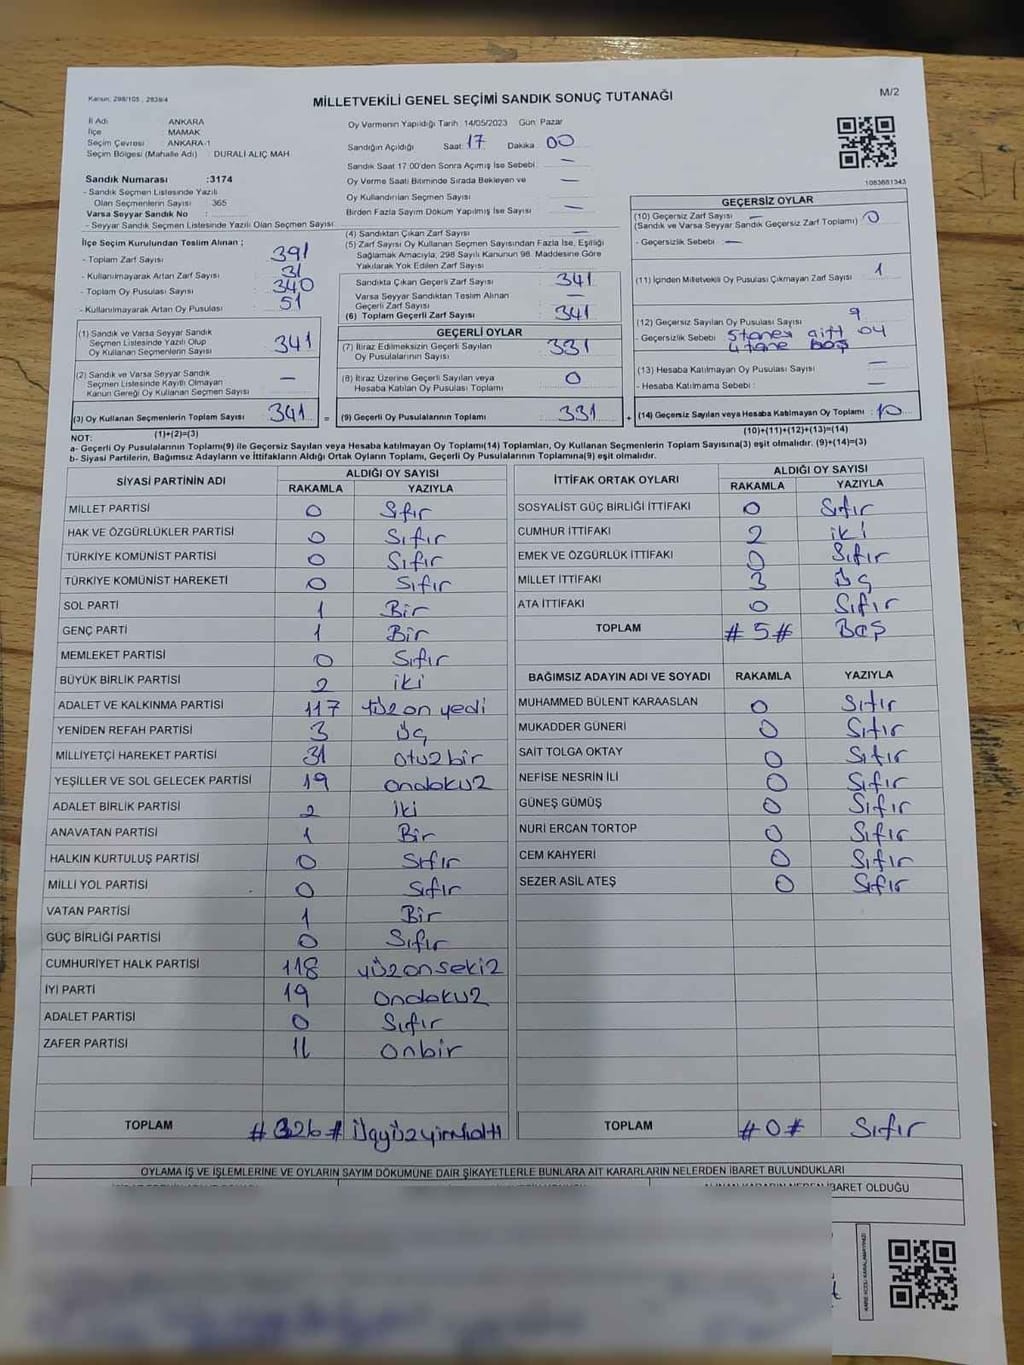 Kanun: 298/105 , 2839/4
MİLLETVEKİLİ GENEL SEÇİMİ SANDIK SONUÇ TUTANAĞI
M/2
İl Adı : ANKARA
İlçe : MAMAK
Seçim Çevresi : ANKARA-1
Seçim Bölgesi (Mahalle Adı) : DURALİ ALIÇ MAH
Sandık Numarası :3174
- Sandık Seçmen Listesinde Yazılı
Olan Seçmenlerin Sayısı : 365
Varsa Seyyar Sandık No :
- Seyyar Sandık Seçmen Listesinde Yazılı Olan Seçmen Sayısı :
Oy Vermenin Yapıldığı Tarih :14/05/2023 Gün: Pazar
Sandığın Açıldığı Saat : 17 Dakika : 00
Sandık Saat 17:00'den Sonra Açılmış İse Sebebi : —
Oy Verme Saati Bitiminde Sırada Bekleyen ve
Oy Kullandırılan Seçmen Sayısı : —
Birden Fazla Sayım Döküm Yapılmış İse Sayısı : —
1083681343
İlçe Seçim Kurulundan Teslim Alınan ;
- Toplam Zarf Sayısı : 391
- Kullanılmayarak Artan Zarf Sayısı : 31
- Toplam Oy Pusulası Sayısı : 340
- Kullanılmayarak Artan Oy Pusulası : 51
(1) Sandık ve Varsa Seyyar Sandık
Seçmen Listesinde Yazılı Olup
Oy Kullanan Seçmenlerin Sayısı : 341
(2) Sandık ve Varsa Seyyar Sandık
Seçmen Listesinde Kayıtlı Olmayan
Kanun Gereği Oy Kullanan Seçmen Sayısı : —
(3) Oy Kullanan Seçmenlerin Toplam Sayısı : 341 =
(1)+(2)=(3)
(4) Sandıktan Çıkan Zarf Sayısı : —
(5) Zarf Sayısı Oy Kullanan Seçmen Sayısından Fazla İse, Eşitliği
Sağlamak Amacıyla, 298 Sayılı Kanunun 98. Maddesine Göre
Yakılarak Yok Edilen Zarf Sayısı :
Sandıkta Çıkan Geçerli Zarf Sayısı : 341
Varsa Seyyar Sandıktan Teslim Alınan
Geçerli Zarf Sayısı : —
(6) Toplam Geçerli Zarf Sayısı : 341
GEÇERLİ OYLAR
(7) İtiraz Edilmeksizin Geçerli Sayılan
Oy Pusulalarının Sayısı : 331
(8) İtiraz Üzerine Geçerli Sayılan veya
Hesaba Katılan Oy Pusulası Toplamı : 0
(9) Geçerli Oy Pusulalarının Toplamı : 331 +
GEÇERSİZ OYLAR
(10) Geçersiz Zarf Sayısı : —
(Sandık ve Varsa Seyyar Sandık Geçersiz Zarf Toplamı) : 0
- Geçersizlik Sebebi : —
(11) İçinden Milletvekili Oy Pusulası Çıkmayan Zarf Sayısı : 1
(12) Geçersiz Sayılan Oy Pusulası Sayısı : 9
- Geçersizlik Sebebi : 5tanesi çift oy
4 tane boş
(13) Hesaba Katılmayan Oy Pusulası Sayısı : —
- Hesaba Katılmama Sebebi : —
(14) Geçersiz Sayılan veya Hesaba Katılmayan Oy Toplamı : 10
(10)+(11)+(12)+(13)=(14)
NOT:
a- Geçerli Oy Pusulalarının Toplamı(9) ile Geçersiz Sayılan veya Hesaba katılmayan Oy Toplamı(14) Toplamları, Oy Kullanan Seçmenlerin Toplam Sayısına(3) eşit olmalıdır. (9)+(14)=(3)
b- Siyasi Partilerin, Bağımsız Adayların ve İttifakların Aldığı Ortak Oyların Toplamı, Geçerli Oy Pusulalarının Toplamına(9) eşit olmalıdır.
SİYASİ PARTİNİN ADI ALDIĞI OY SAYISI
RAKAMLA YAZIYLA
MİLLET PARTİSİ 0 Sıfır
HAK VE ÖZGÜRLÜKLER PARTİSİ 0 Sıfır
TÜRKİYE KOMÜNİST PARTİSİ 0 Sıfır
TÜRKİYE KOMÜNİST HAREKETİ 0 Sıfır
SOL PARTİ 1 Bir
GENÇ PARTİ 1 Bir
MEMLEKET PARTİSİ 0 Sıfır
BÜYÜK BİRLİK PARTİSİ 2 iki
ADALET VE KALKINMA PARTİSİ 117 yüzonyedi
YENİDEN REFAH PARTİSİ 3 üç
MİLLİYETÇİ HAREKET PARTİSİ 31 otuzbir
YEŞİLLER VE SOL GELECEK PARTİSİ 19 ondokuz
ADALET BİRLİK PARTİSİ 2 iki
ANAVATAN PARTİSİ 1 Bir
HALKIN KURTULUŞ PARTİSİ 0 Sıfır
MİLLİ YOL PARTİSİ 0 Sıfır
VATAN PARTİSİ 1 Bir
GÜÇ BİRLİĞİ PARTİSİ 0 Sıfır
CUMHURİYET HALK PARTİSİ 118 yüzonsekiz
İYİ PARTİ 19 ondokuz
ADALET PARTİSİ 0 Sıfır
ZAFER PARTİSİ 11 onbir
TOPLAM #326# üçyüzyirmialtı
İTTİFAK ORTAK OYLARI ALDIĞI OY SAYISI
RAKAMLA YAZIYLA
SOSYALİST GÜÇ BİRLİĞİ İTTİFAKI 0 Sıfır
CUMHUR İTTİFAKI 2 iki
EMEK VE ÖZGÜRLÜK İTTİFAKI 0 Sıfır
MİLLET İTTİFAKI 3 üç
ATA İTTİFAKI 0 Sıfır
TOPLAM #5# Beş
BAĞIMSIZ ADAYIN ADI VE SOYADI RAKAMLA YAZIYLA
MUHAMMED BÜLENT KARAASLAN 0 Sıfır
MUKADDER GÜNERİ 0 Sıfır
SAİT TOLGA OKTAY 0 Sıfır
NEFİSE NESRİN İLİ 0 Sıfır
GÜNEŞ GÜMÜŞ 0 Sıfır
NURİ ERCAN TORTOP 0 Sıfır
CEM KAHYERİ 0 Sıfır
SEZER ASIL ATEŞ 0 Sıfır
TOPLAM #0# Sıfır
OYLAMA İŞ VE İŞLEMLERİNE VE OYLARIN SAYIM DÖKÜMÜNE DAİR ŞİKAYETLERLE BUNLARA AİT KARARLARIN NELERDEN İBARET BULUNDUKLARI
İBARET OLDUĞU